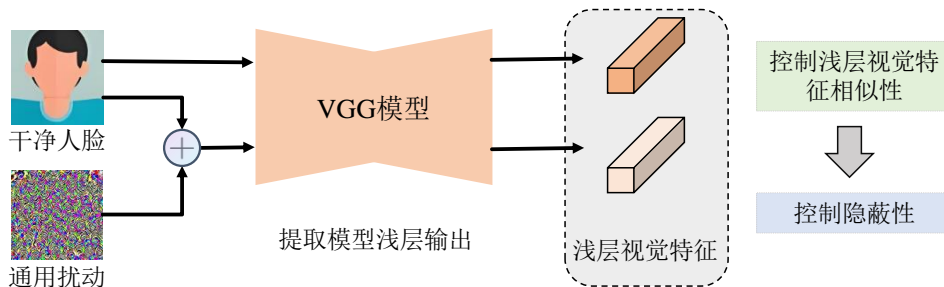 干净人脸
通用扰动
VGG模型
提取模型浅层输出
浅层视觉特征
控制浅层视觉特
征相似性
控制隐蔽性